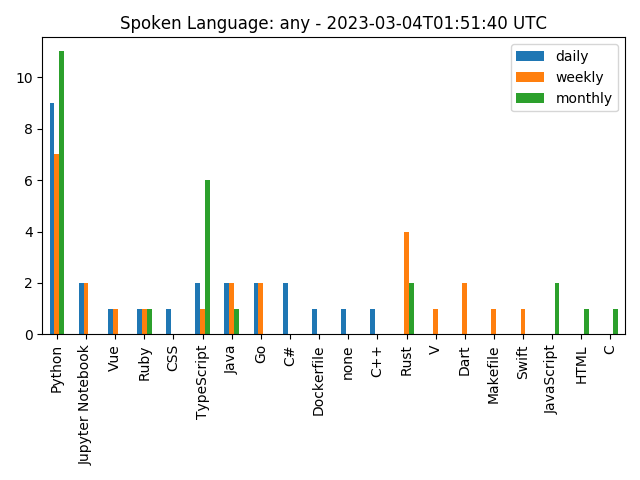 Spoken Language: any - 2023-03-04T01:51:40 UTC
daily
weekly
monthly
10
8
6
4
2
0
Python
Jupyter Notebook
Vue
Ruby
CSS
TypeScript
Java
Go
C#
Dockerfile
none
C++
Rust
V
Dart
Makefile
Swift
JavaScript
HTML
C